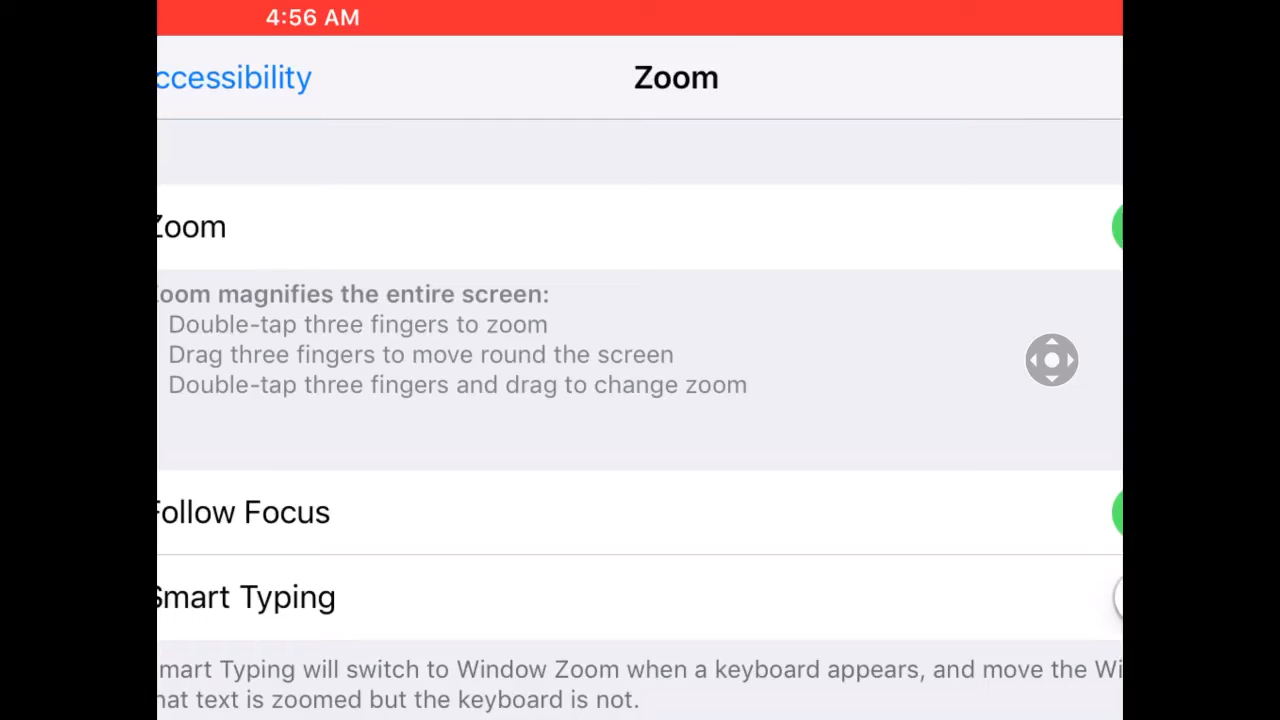 4:56 AM
ccessibility
Zoom
Zoom
oom magnifies the entire screen:
Double-tap three fingers to zoom
Drag three fingers to move round the screen
Double-tap three fingers and drag to change zoom
Follow Focus
Smart Typing
mart Typing will switch to Window Zoom when a keyboard appears, and move the Wi
hat text is zoomed but the keyboard is not.